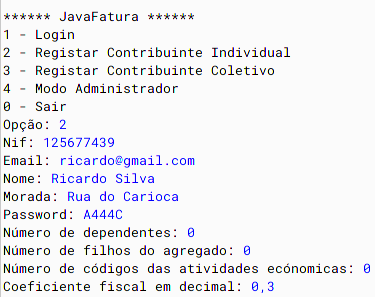 ****** JavaFatura ******
1 - Login
2 - Registar Contribuinte Individual
3 - Registar Contribuinte Coletivo
4 - Modo Administrador
0 - Sair
Opção: 2
Nif: 125677439
Email: ricardo@gmail.com
Nome: Ricardo Silva
Morada: Rua do Carioca
Password: A444C
Número de dependentes: 0
Número de filhos do agregado: 0
Número de códigos das atividades ecónomicas: 0
Coeficiente fiscal em decimal: 0,3